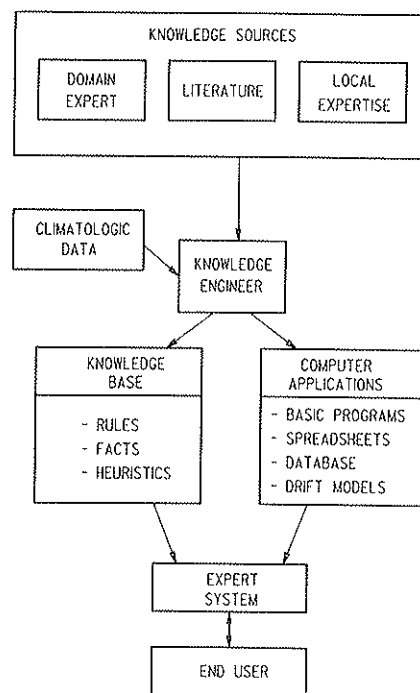 KNOWLEDGE SOURCES
DOMAIN
EXPERT
LITERATURE
LOCAL
EXPERTISE
CLIMATOLOGIC
DATA
KNOWLEDGE
ENGINEER
KNOWLEDGE
BASE
- RULES
- FACTS
- HEURISTICS
COMPUTER
APPLICATIONS
- BASIC PROGRAMS
- SPREADSHEETS
- DATABASE
- DRIFT MODELS
EXPERT
SYSTEM
END USER